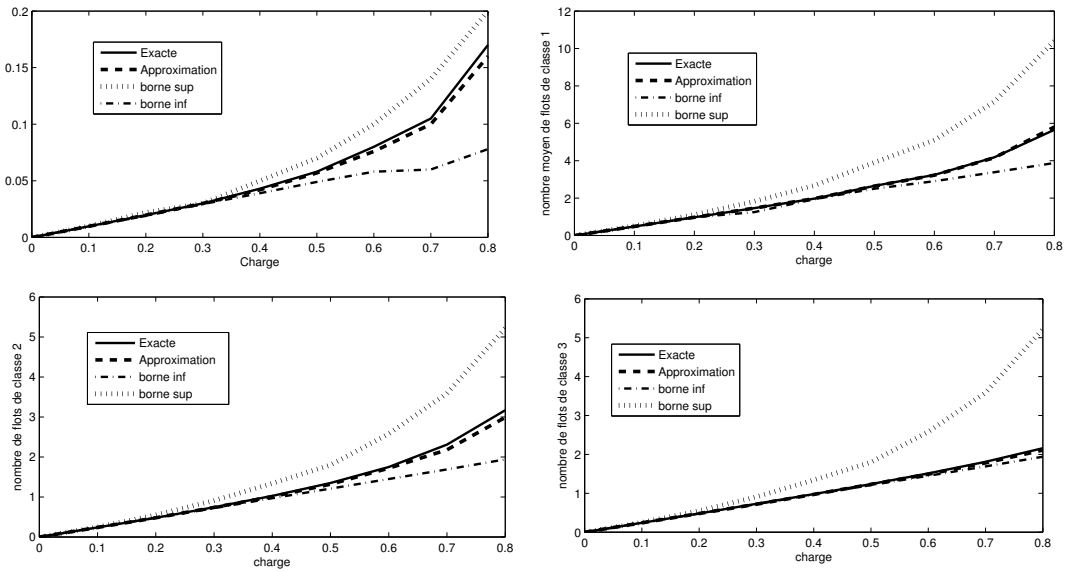 0.2
0.15
0.1
0.05
0
Exacte
Approximation
borne sup
borne inf
0 0.1 0.2 0.3 0.4 0.5 0.6 0.7 0.8
Charge
nombre moyen de flots de classe 1
12
10
8
6
4
2
0
Exacte
Approximation
borne inf
borne sup
0 0.1 0.2 0.3 0.4 0.5 0.6 0.7 0.8
charge
nombre de flots de classe 2
6
5
4
3
2
1
0
Exacte
Approximation
borne inf
borne sup
0 0.1 0.2 0.3 0.4 0.5 0.6 0.7 0.8
charge
nombre de flots de classe 3
6
5
4
3
2
1
0
Exacte
Approximation
borne inf
borne sup
0 0.1 0.2 0.3 0.4 0.5 0.6 0.7 0.8
charge